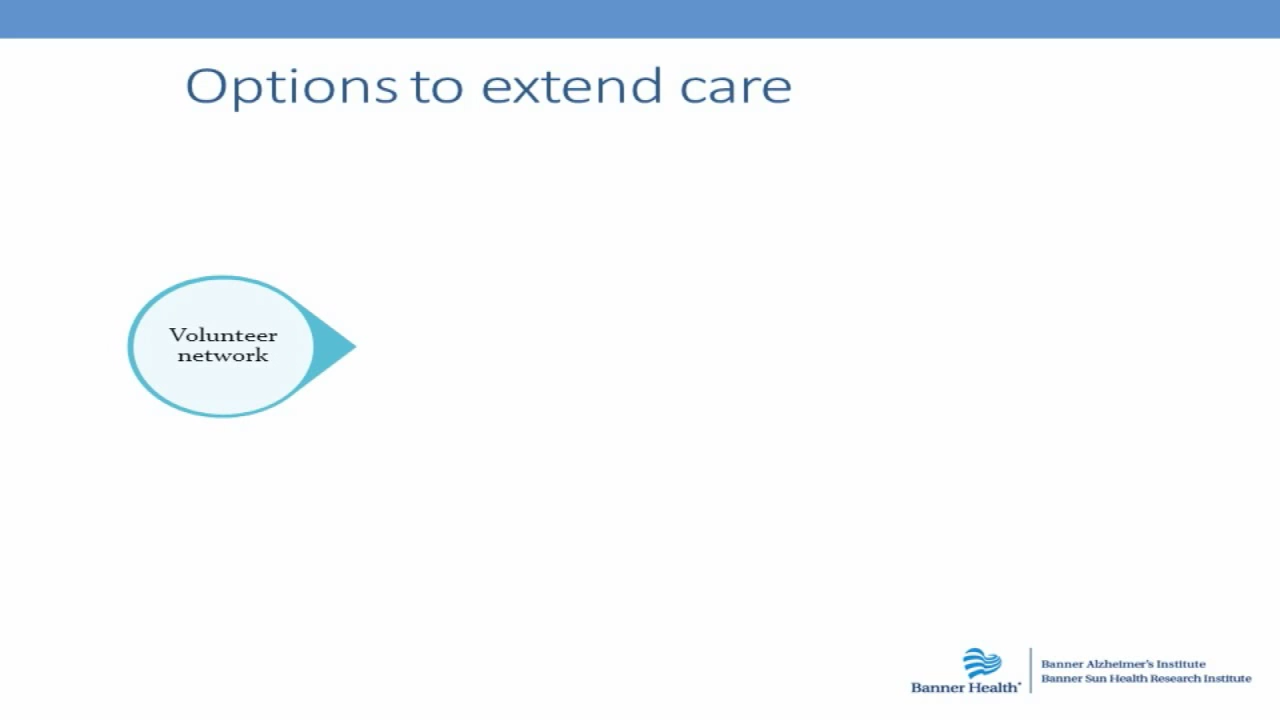 Options to extend care
Volunteer
network
Banner Health®
Banner Alzheimer's Institute
Banner Sun Health Research Institute